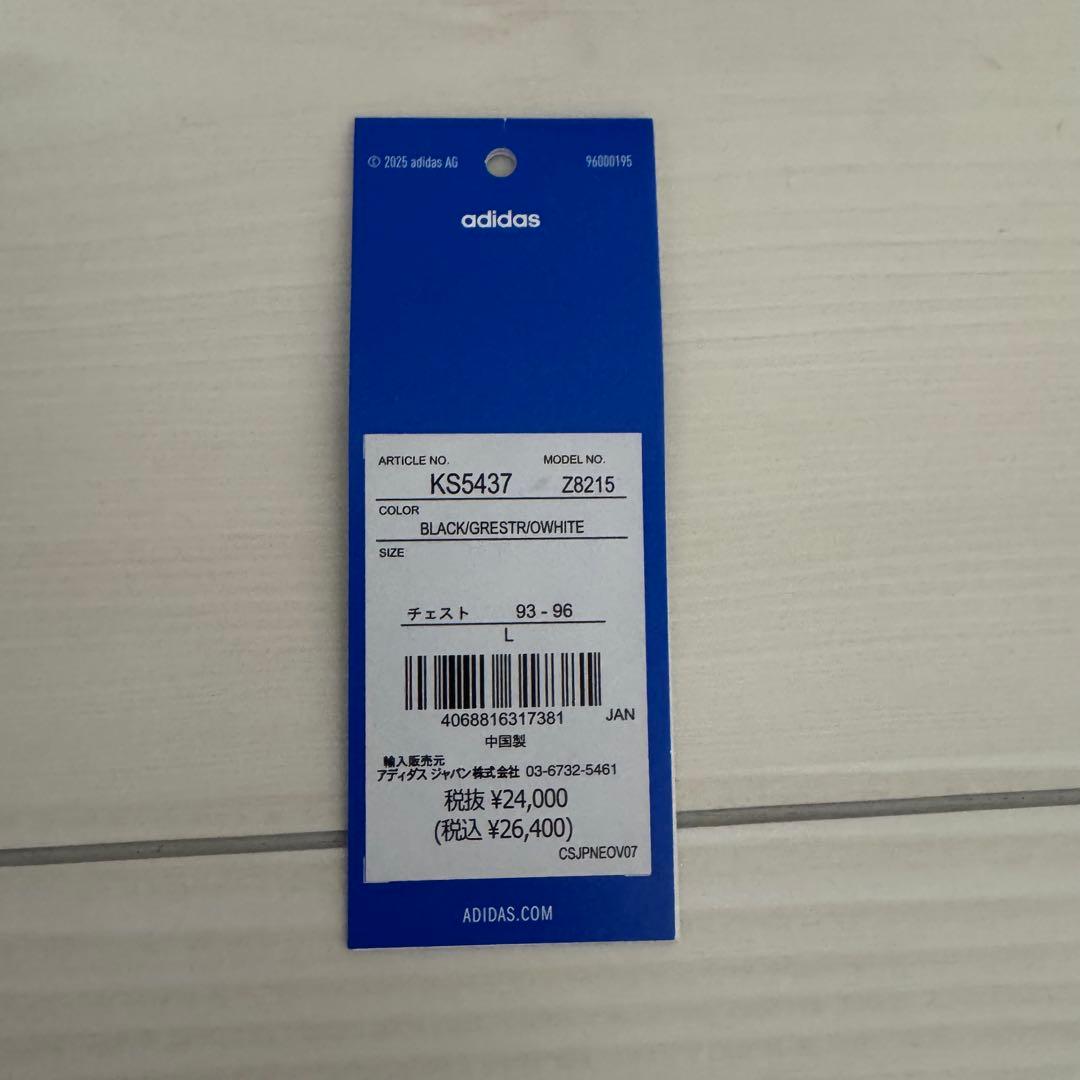 © 2025 adidas AG 96000195
adidas
ARTICLE NO. MODEL NO.
KS5437 Z8215
COLOR
BLACK/GRESTR/OWHITE
SIZE
チェスト 93 - 96
L
4068816317381 JAN
中国製
輸入販売元
アディダス ジャパン株式会社 03-6732-5461
税抜 ¥24,000
(税込 ¥26,400)
CSJPNEOV07
ADIDAS.COM